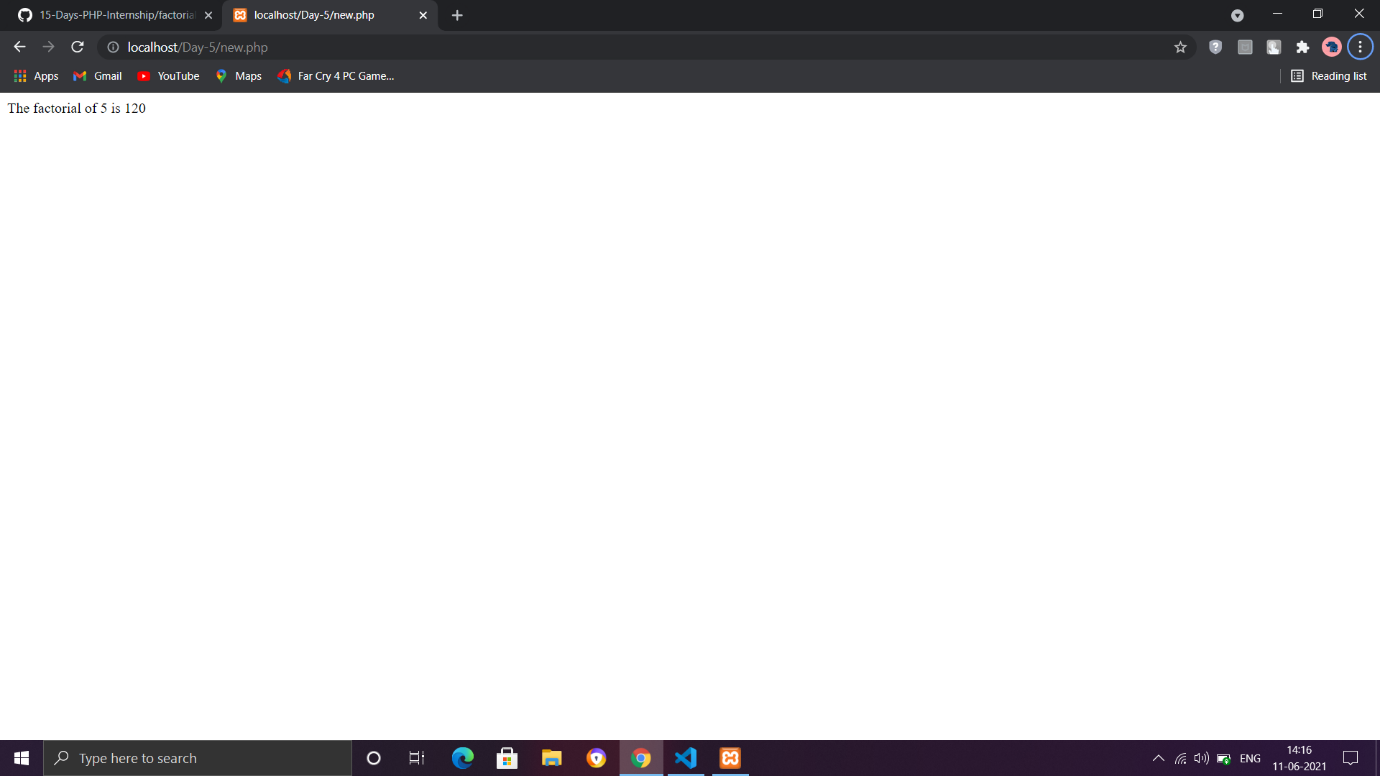 15-Days-PHP-Internship/factorial
localhost/Day-5/new.php
localhost/Day-5/new.php
Apps
Gmail
YouTube
Maps
Far Cry 4 PC Game...
Reading list
The factorial of 5 is 120
Type here to search
ENG
14:16
11-06-2021